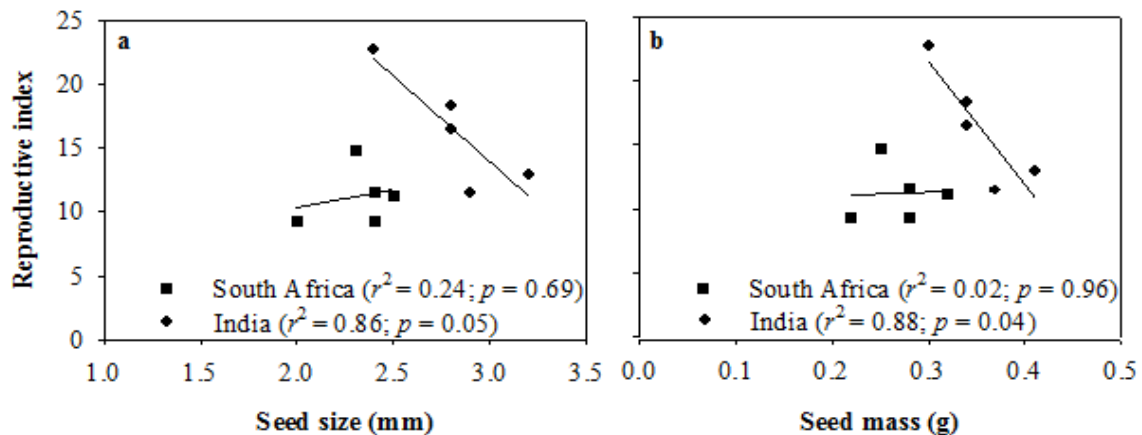 Reproductive index
25
20
15
10
5
0
a
South Africa (r² = 0.24; p = 0.69)
India (r² = 0.86; p = 0.05)
1.0 1.5 2.0 2.5 3.0 3.5
Seed size (mm)
b
South Africa (r² = 0.02; p = 0.96)
India (r² = 0.88; p = 0.04)
0.0 0.1 0.2 0.3 0.4 0.5
Seed mass (g)